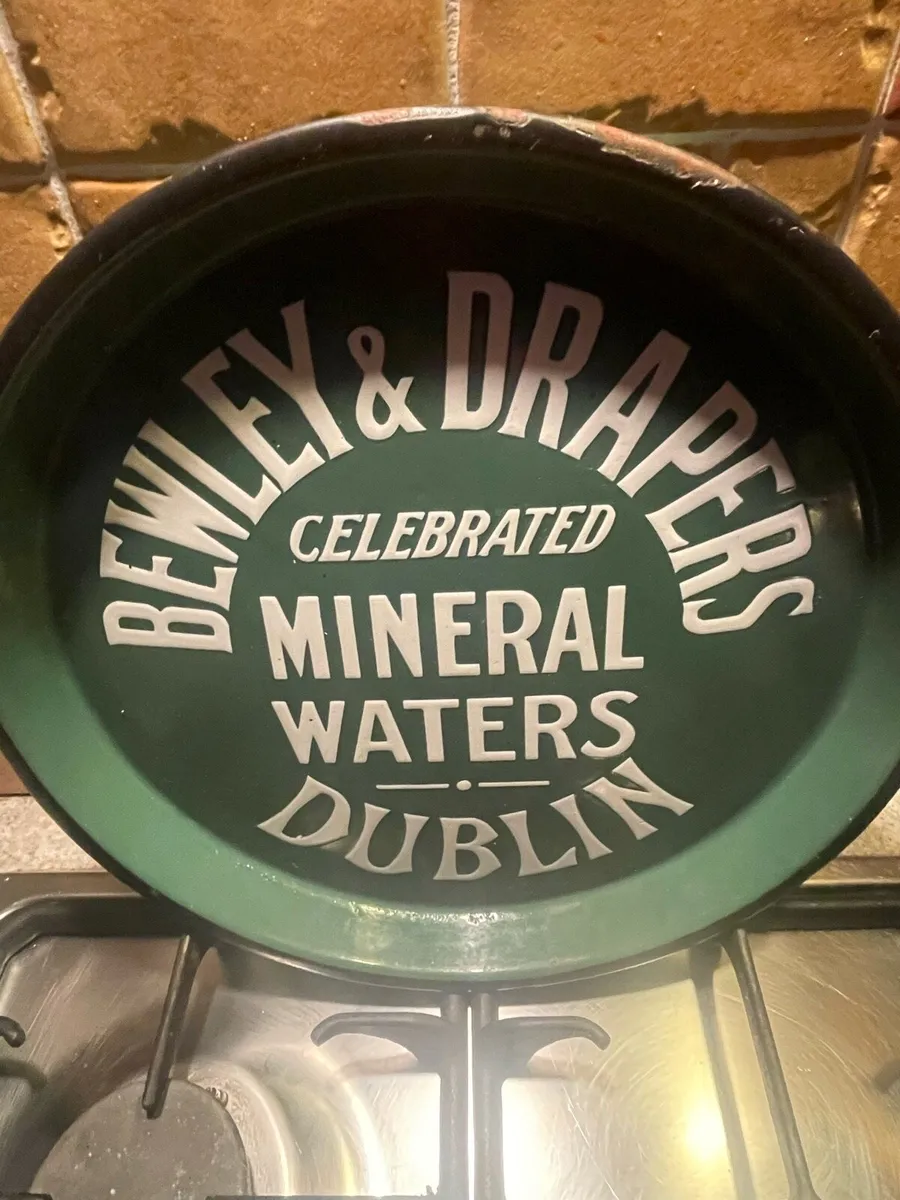 BEWLEY & DRAPERS
CELEBRATED
MINERAL
WATERS
DUBLIN